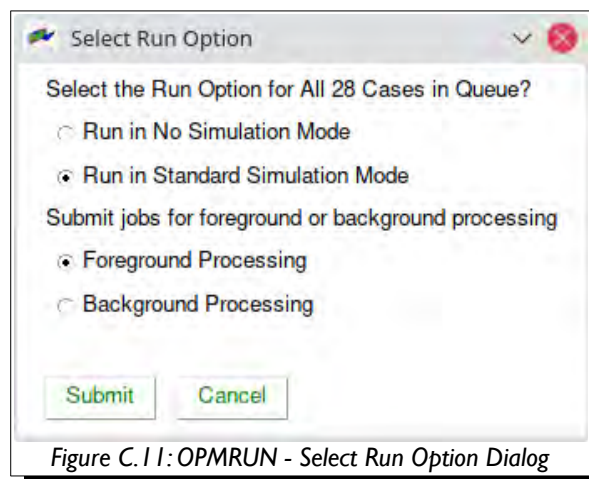 Select Run Option
Select the Run Option for All 28 Cases in Queue?
Run in No Simulation Mode
Run in Standard Simulation Mode
Submit jobs for foreground or background processing
Foreground Processing
Background Processing
Submit Cancel
Figure C.11: OPMRUN - Select Run Option Dialog